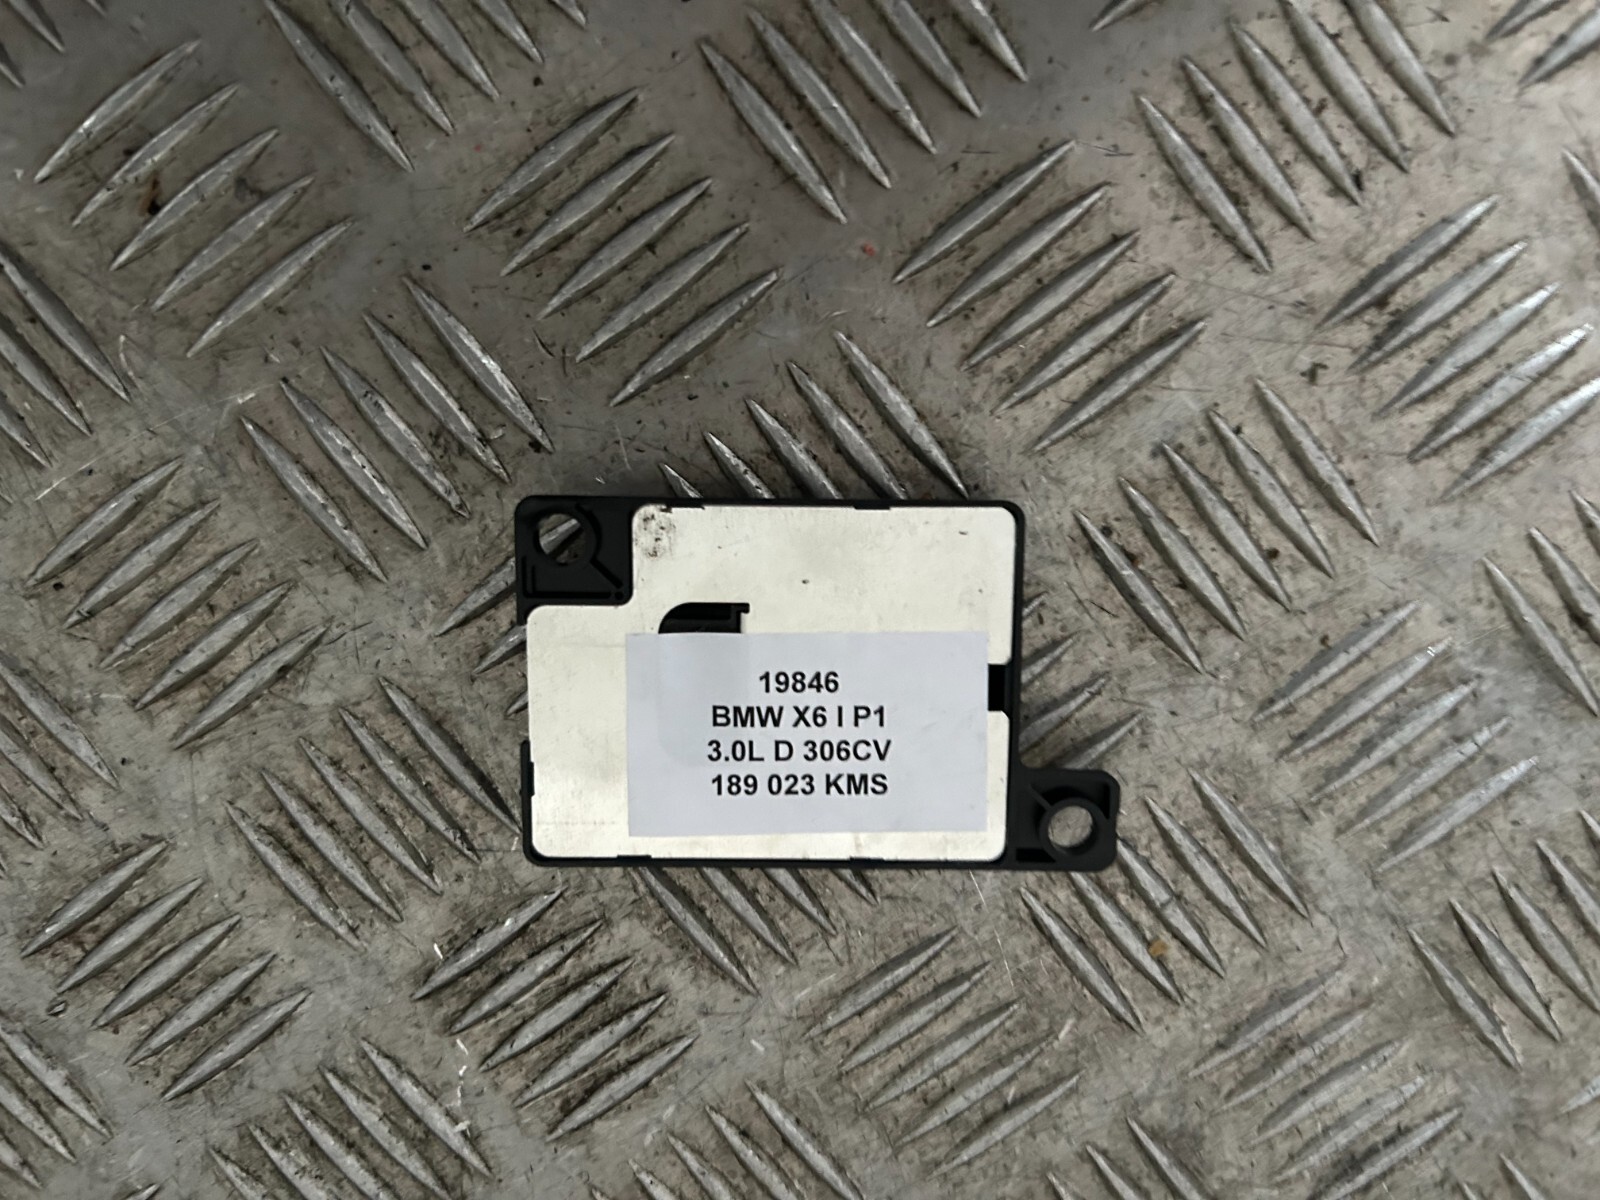 19846
BMW X6 I P1
3.0L D 306CV
189 023 KMS